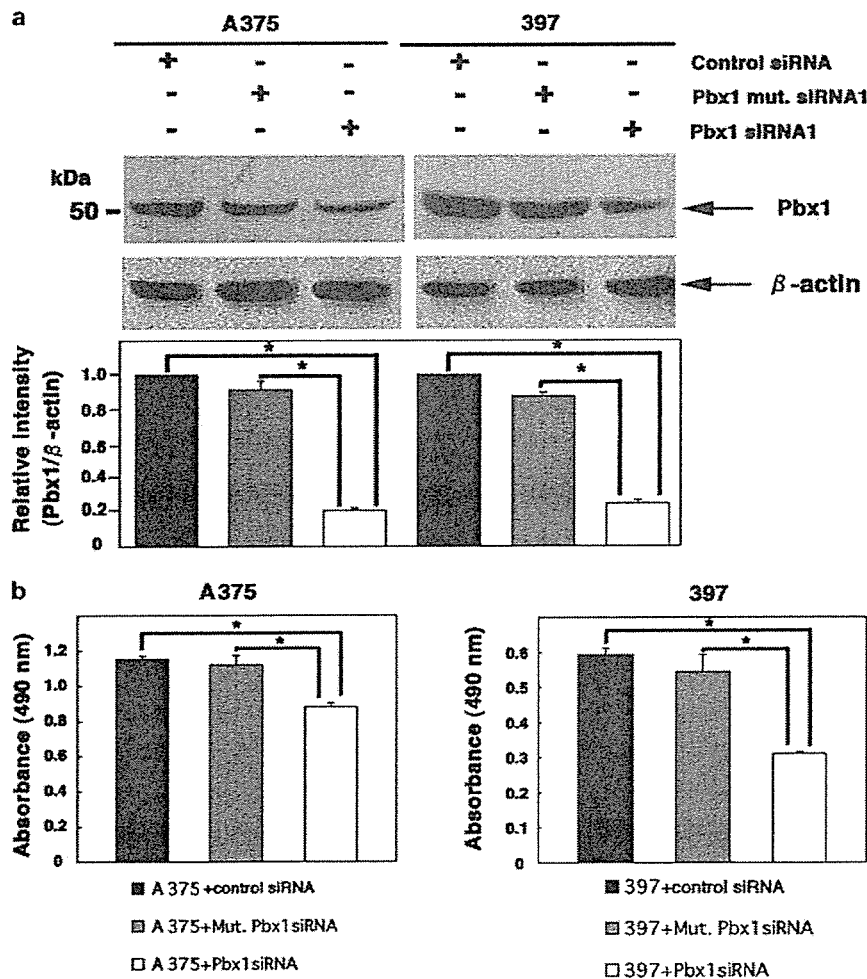 a
A375 397
+ - - + - - Control siRNA
- + - - + - Pbx1 mut. siRNA1
- - + - - + Pbx1 siRNA1
kDa
50
Pbx1
β-actin
Relative intensity
(Pbx1/β-actin)
1.0
0.8
0.6
0.4
0.2
0
* * * *
b
A375
Absorbance (490 nm)
1.2
1.0
0.8
0.6
0.4
0.2
0
* *
A375+control siRNA
A375+Mut. Pbx1siRNA
A375+Pbx1siRNA
397
Absorbance (490 nm)
0.6
0.5
0.4
0.3
0.2
0.1
0
* *
397+control siRNA
397+Mut. Pbx1siRNA
397+Pbx1siRNA